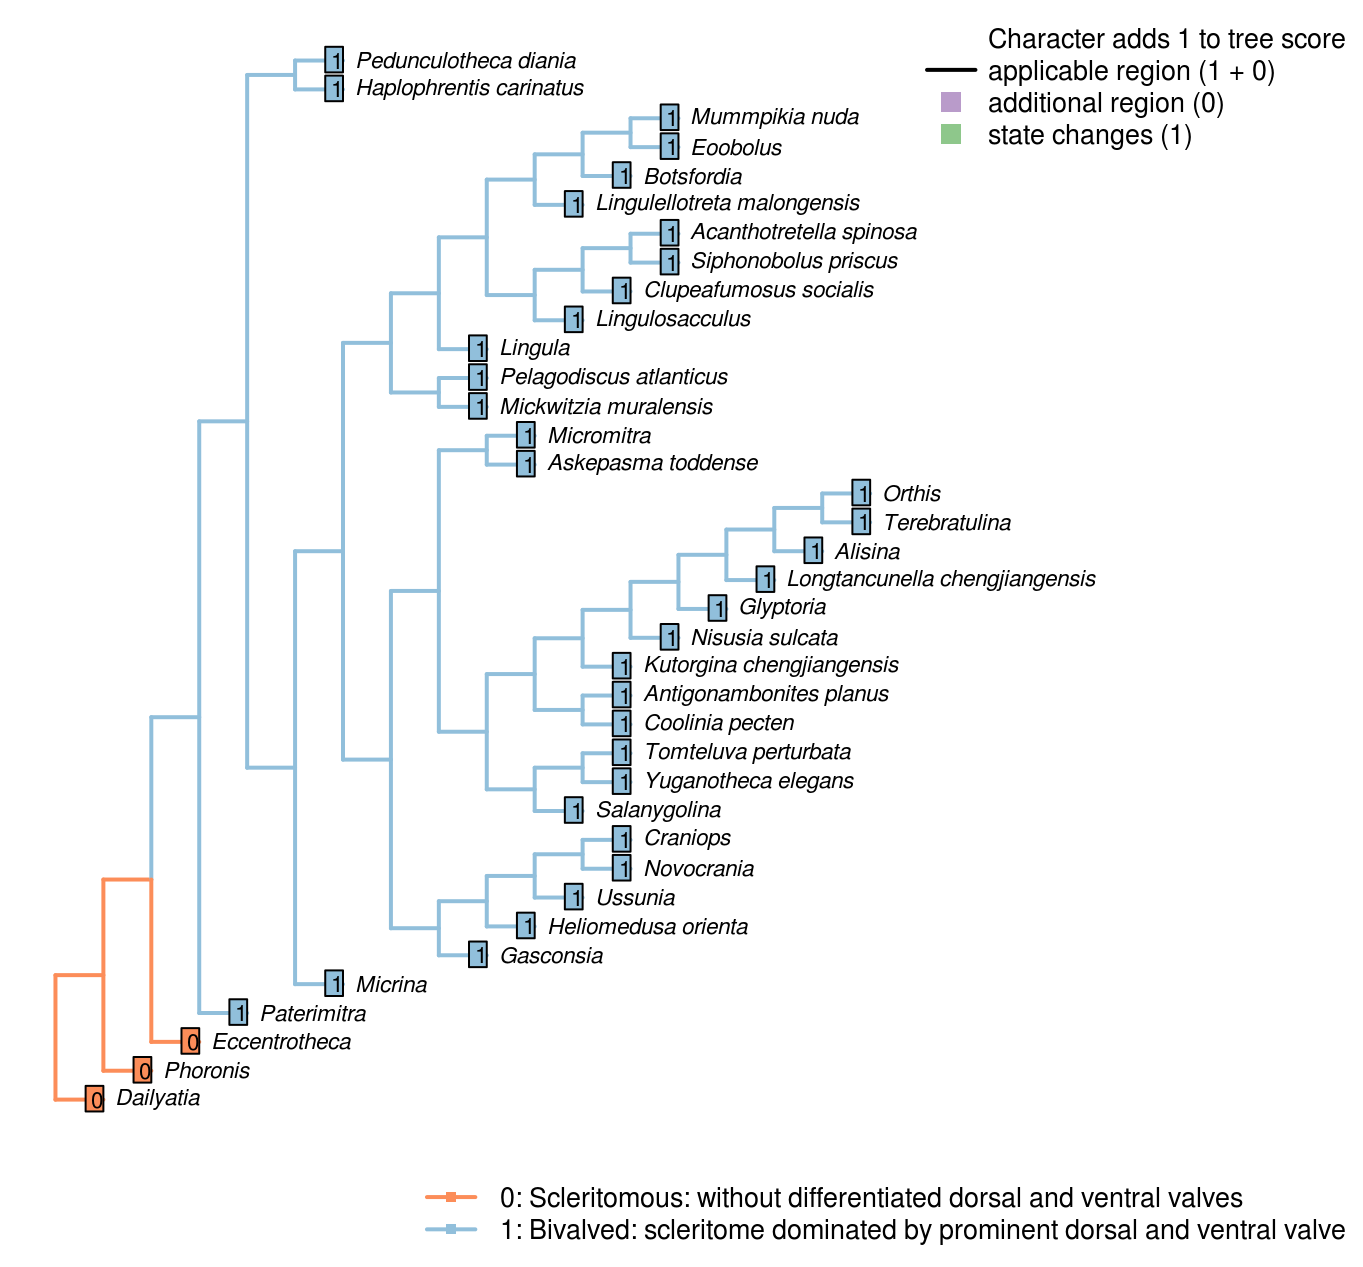 Character adds 1 to tree score
applicable region (1 + 0)
additional region (0)
state changes (1)
1 Pedunculotheca diania
1 Haplophrentis carinatus
1 Mummpikia nuda
1 Eoobolus
1 Botsfordia
1 Lingulellotreta malongensis
1 Acanthotretella spinosa
1 Siphonobolus priscus
1 Clupeafumosus socialis
1 Lingulosacculus
1 Lingula
1 Pelagodiscus atlanticus
1 Mickwitzia muralensis
1 Micromitra
1 Askepasma toddense
1 Orthis
1 Terebratulina
1 Alisina
1 Longtancunella chengjiangensis
1 Glyptoria
1 Nisusia sulcata
1 Kutorgina chengjiangensis
1 Antigonambonites planus
1 Coolinia pecten
1 Tomteluva perturbata
1 Yuganotheca elegans
1 Salanygolina
1 Craniops
1 Novocrania
1 Ussunia
1 Heliomedusa orienta
1 Gasconsia
1 Micrina
1 Paterimitra
0 Eccentrotheca
0 Phoronis
0 Dailyatia
0: Scleritomous: without differentiated dorsal and ventral valves
1: Bivalved: scleritome dominated by prominent dorsal and ventral valve